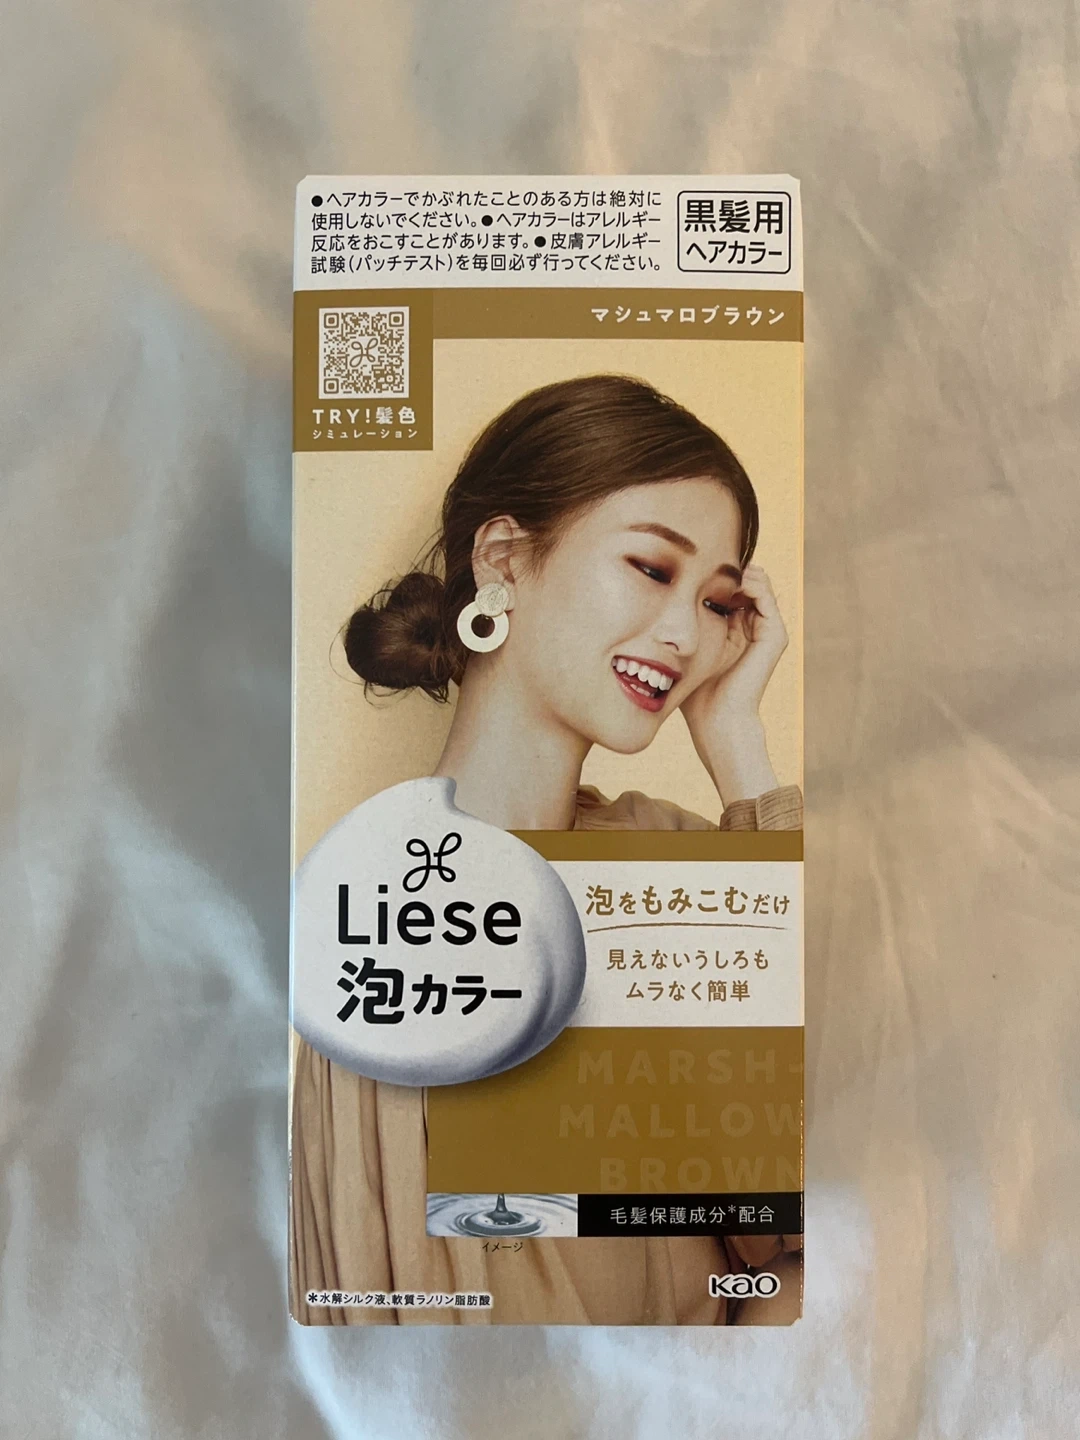 ●ヘアカラーでかぶれたことのある方は絶対に
使用しないでください。●ヘアカラーはアレルギー
反応をおこすことがあります。●皮膚アレルギー
試験(パッチテスト)を毎回必ず行ってください。
黒髪用
ヘアカラー
マシュマロブラウン
TRY!髪色
シミュレーション
Liese
泡カラー
泡をもみこむだけ
見えないうしろも
ムラなく簡単
MARSH-
MALLOW
BROWN
毛髪保護成分*配合
イメージ
Kao
*水解シルク液、軟質ラノリン脂肪酸